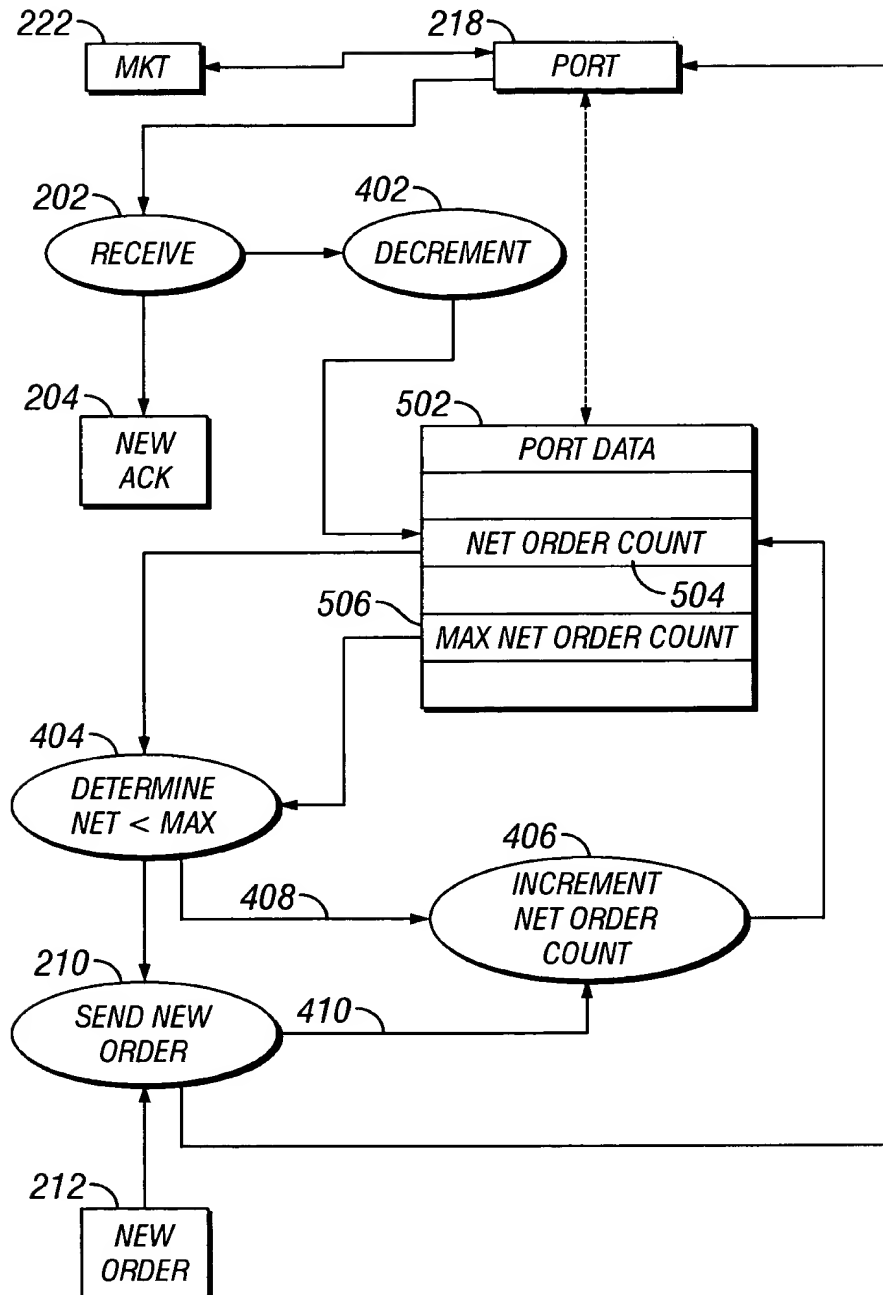 222
218
MKT
PORT
202
402
RECEIVE
DECREMENT
204
502
NEW
ACK
PORT DATA
NET ORDER COUNT
504
506
MAX NET ORDER COUNT
404
DETERMINE
NET < MAX
406
408
INCREMENT
NET ORDER
COUNT
210
SEND NEW
ORDER
410
212
NEW
ORDER